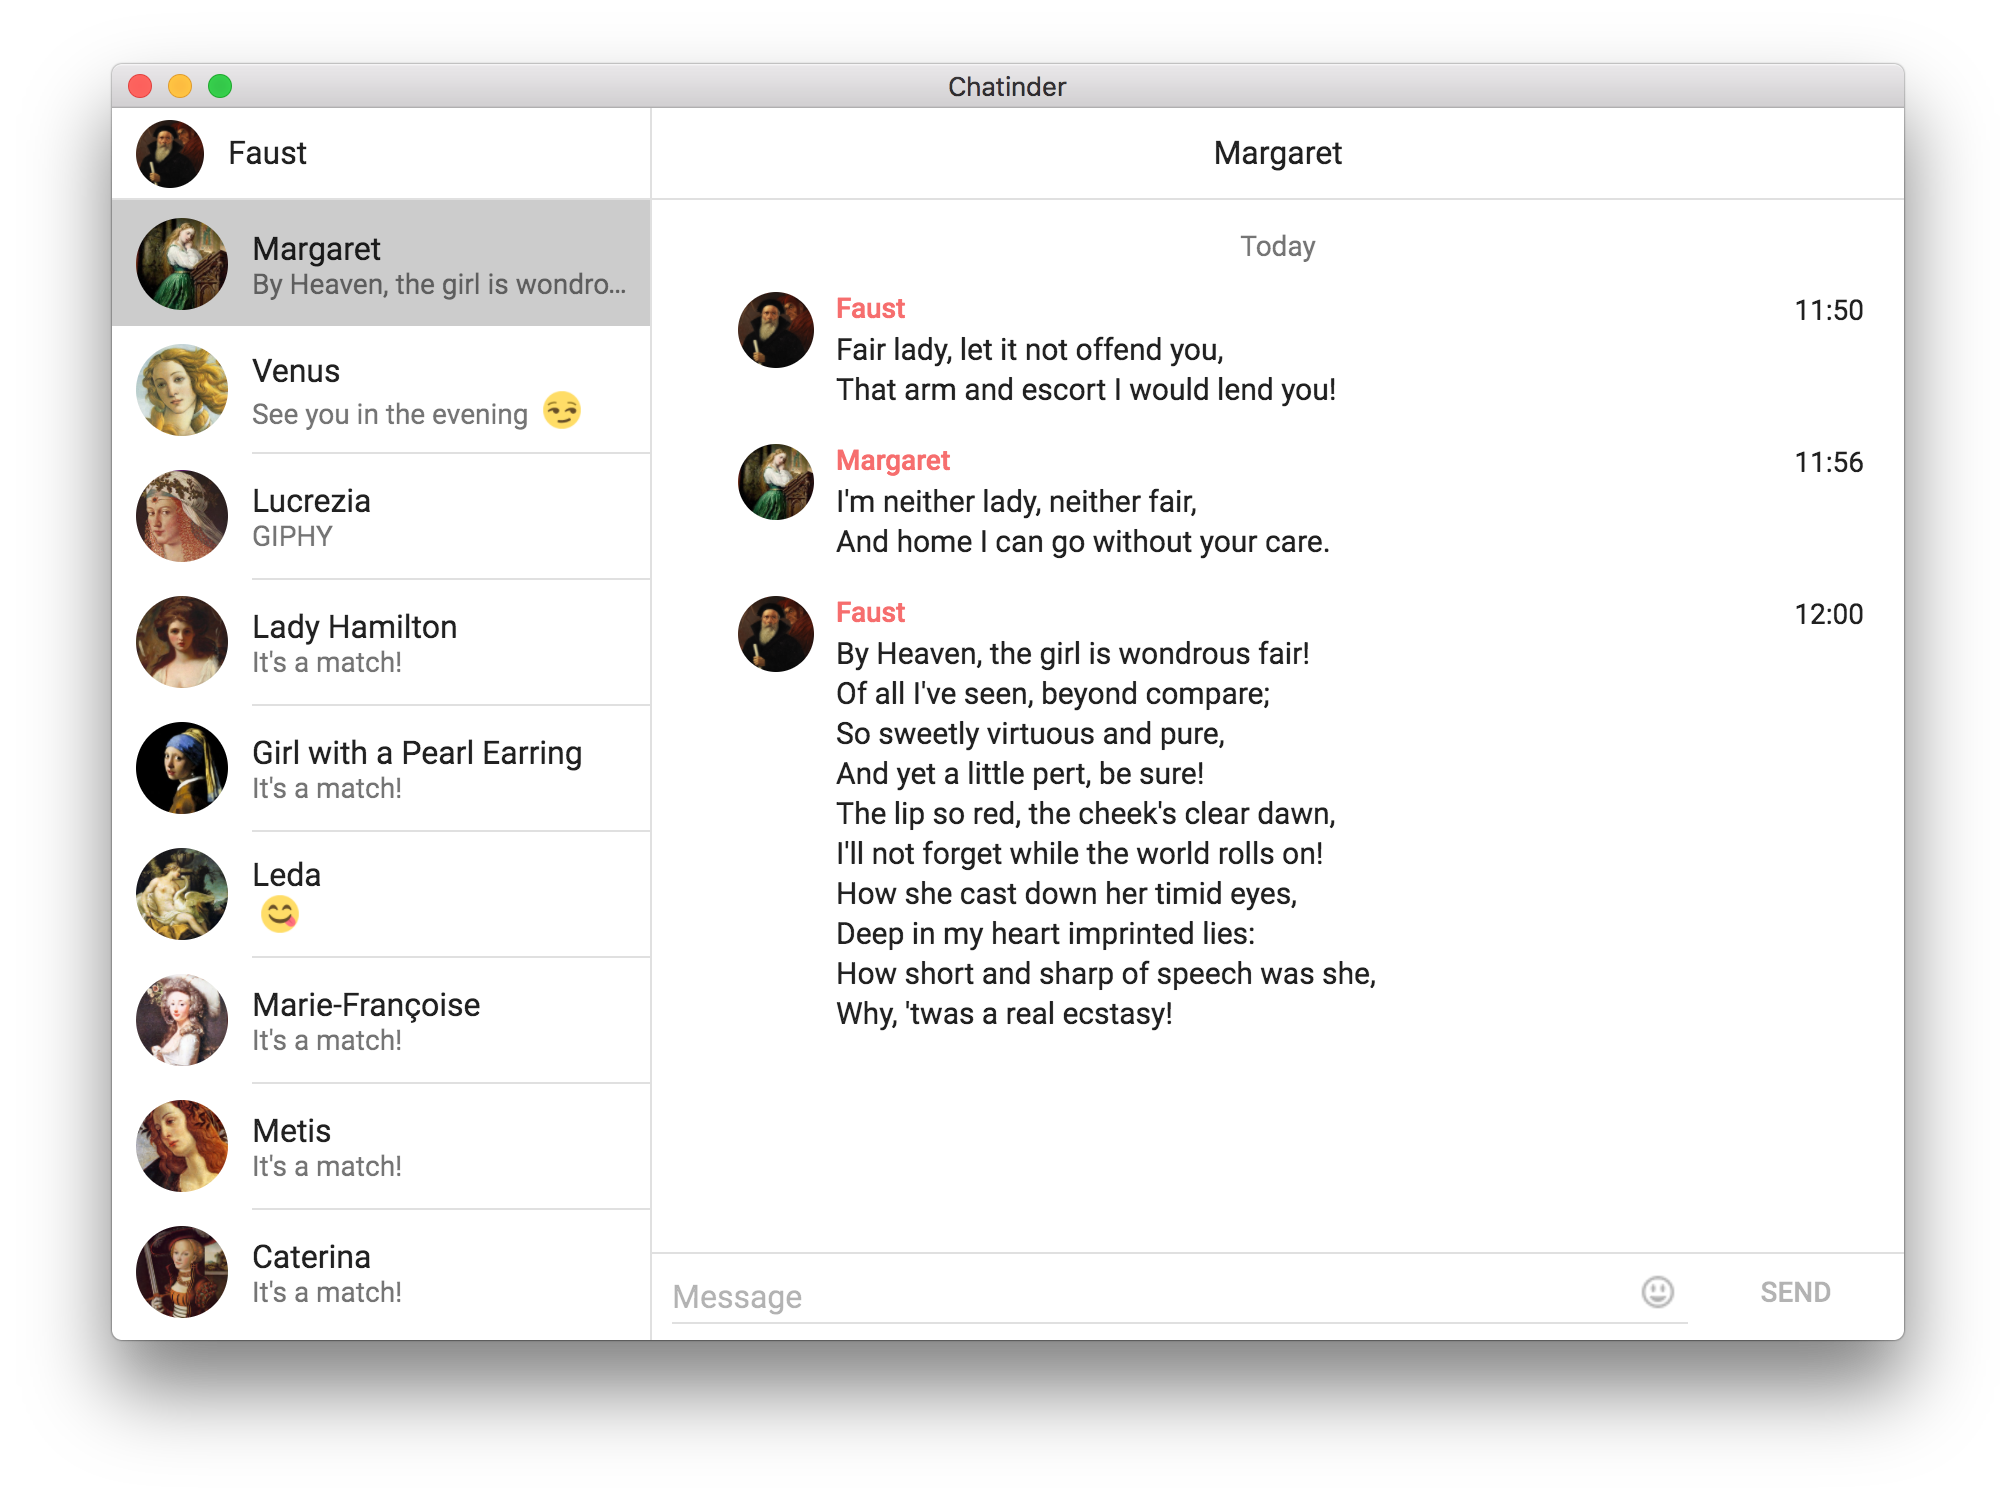 Chatinder
Faust
Margaret
By Heaven, the girl is wondro...
Venus
See you in the evening 😏
Lucrezia
GIPHY
Lady Hamilton
It's a match!
Girl with a Pearl Earring
It's a match!
Leda
😋
Marie-Françoise
It's a match!
Metis
It's a match!
Caterina
It's a match!
Margaret
Today
Faust 11:50
Fair lady, let it not offend you,
That arm and escort I would lend you!
Margaret 11:56
I'm neither lady, neither fair,
And home I can go without your care.
Faust 12:00
By Heaven, the girl is wondrous fair!
Of all I've seen, beyond compare;
So sweetly virtuous and pure,
And yet a little pert, be sure!
The lip so red, the cheek's clear dawn,
I'll not forget while the world rolls on!
How she cast down her timid eyes,
Deep in my heart imprinted lies:
How short and sharp of speech was she,
Why, 'twas a real ecstasy!
Message SEND